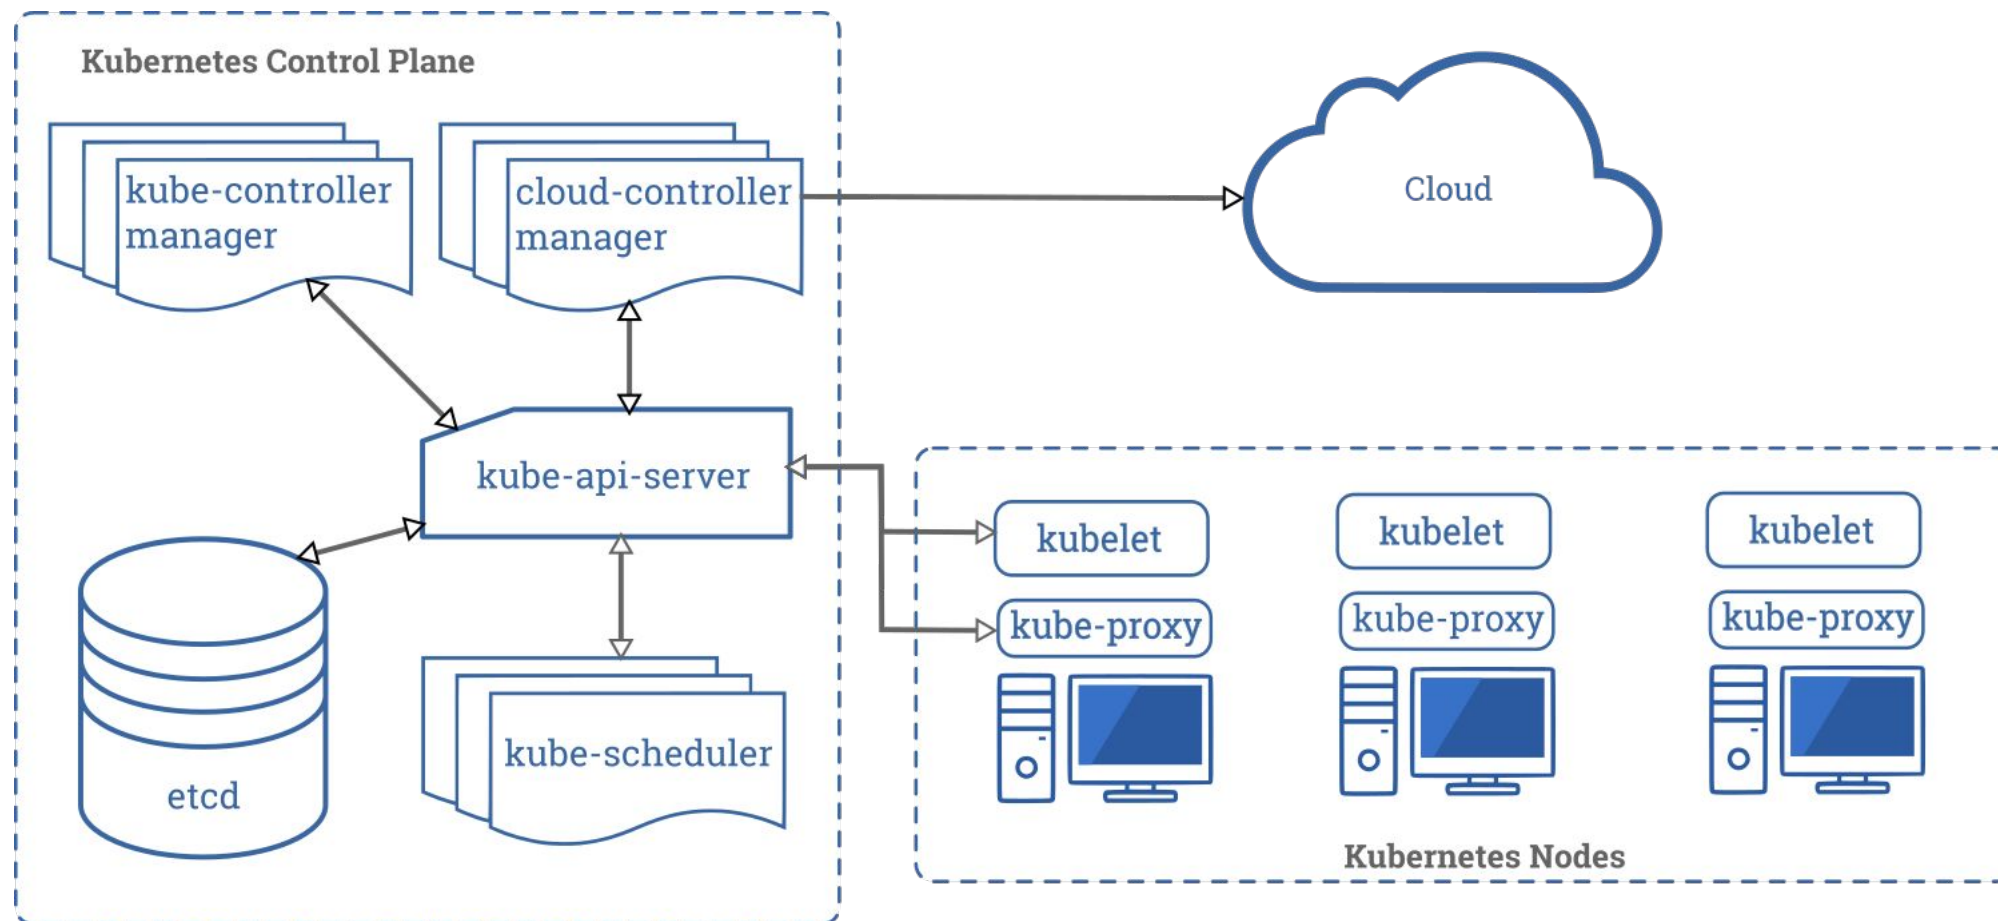 Kubernetes Control Plane
kube-controller
manager
cloud-controller
manager
Cloud
kube-api-server
kubelet
kubelet
kubelet
kube-proxy
kube-proxy
kube-proxy
kube-scheduler
etcd
Kubernetes Nodes